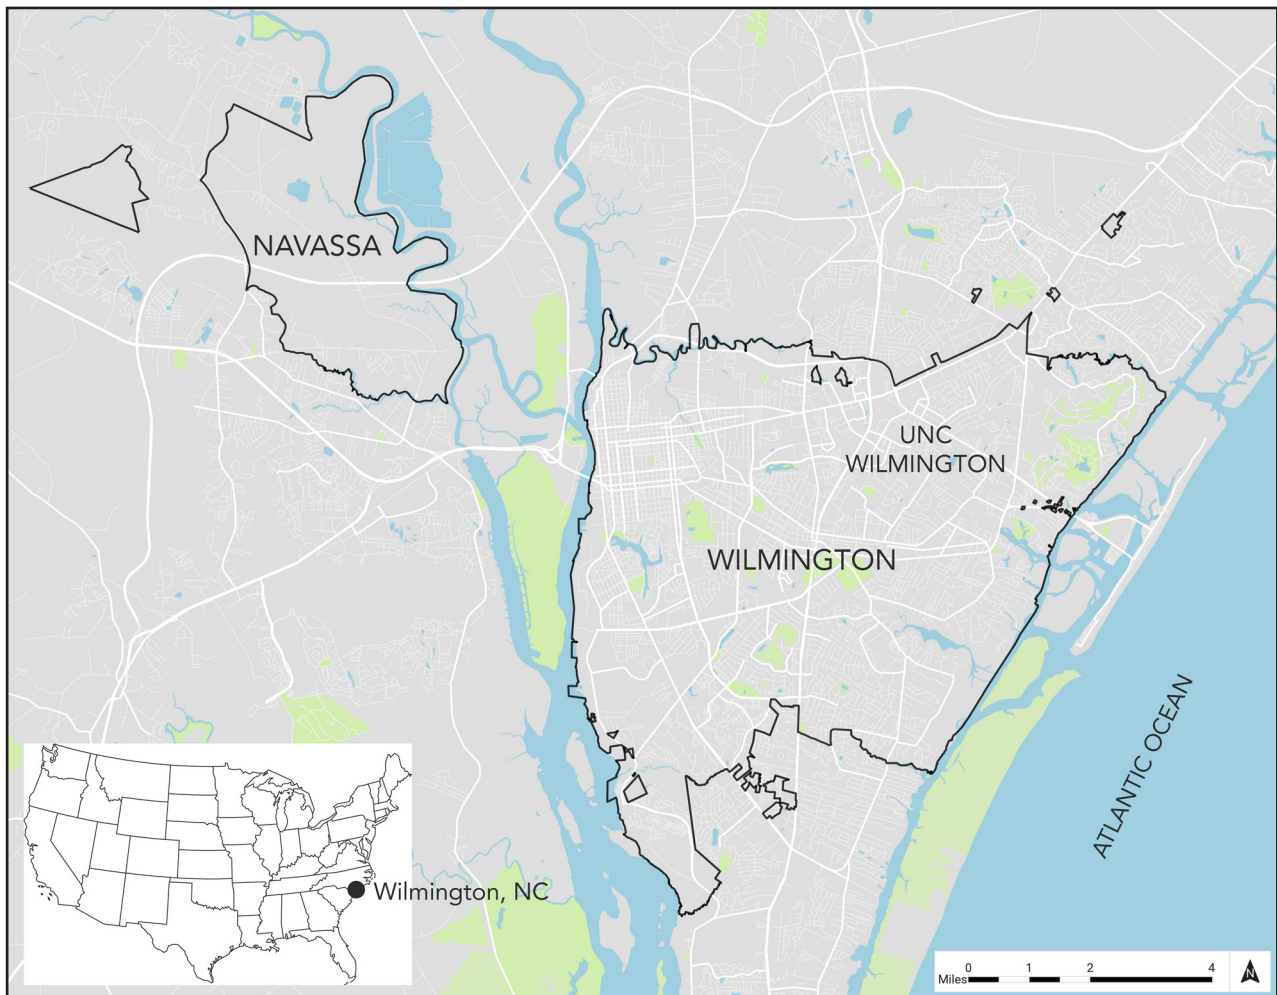 NAVASSA
UNC
WILMINGTON
WILMINGTON
ATLANTIC OCEAN
Wilmington, NC
0 1 2 4
Miles
N